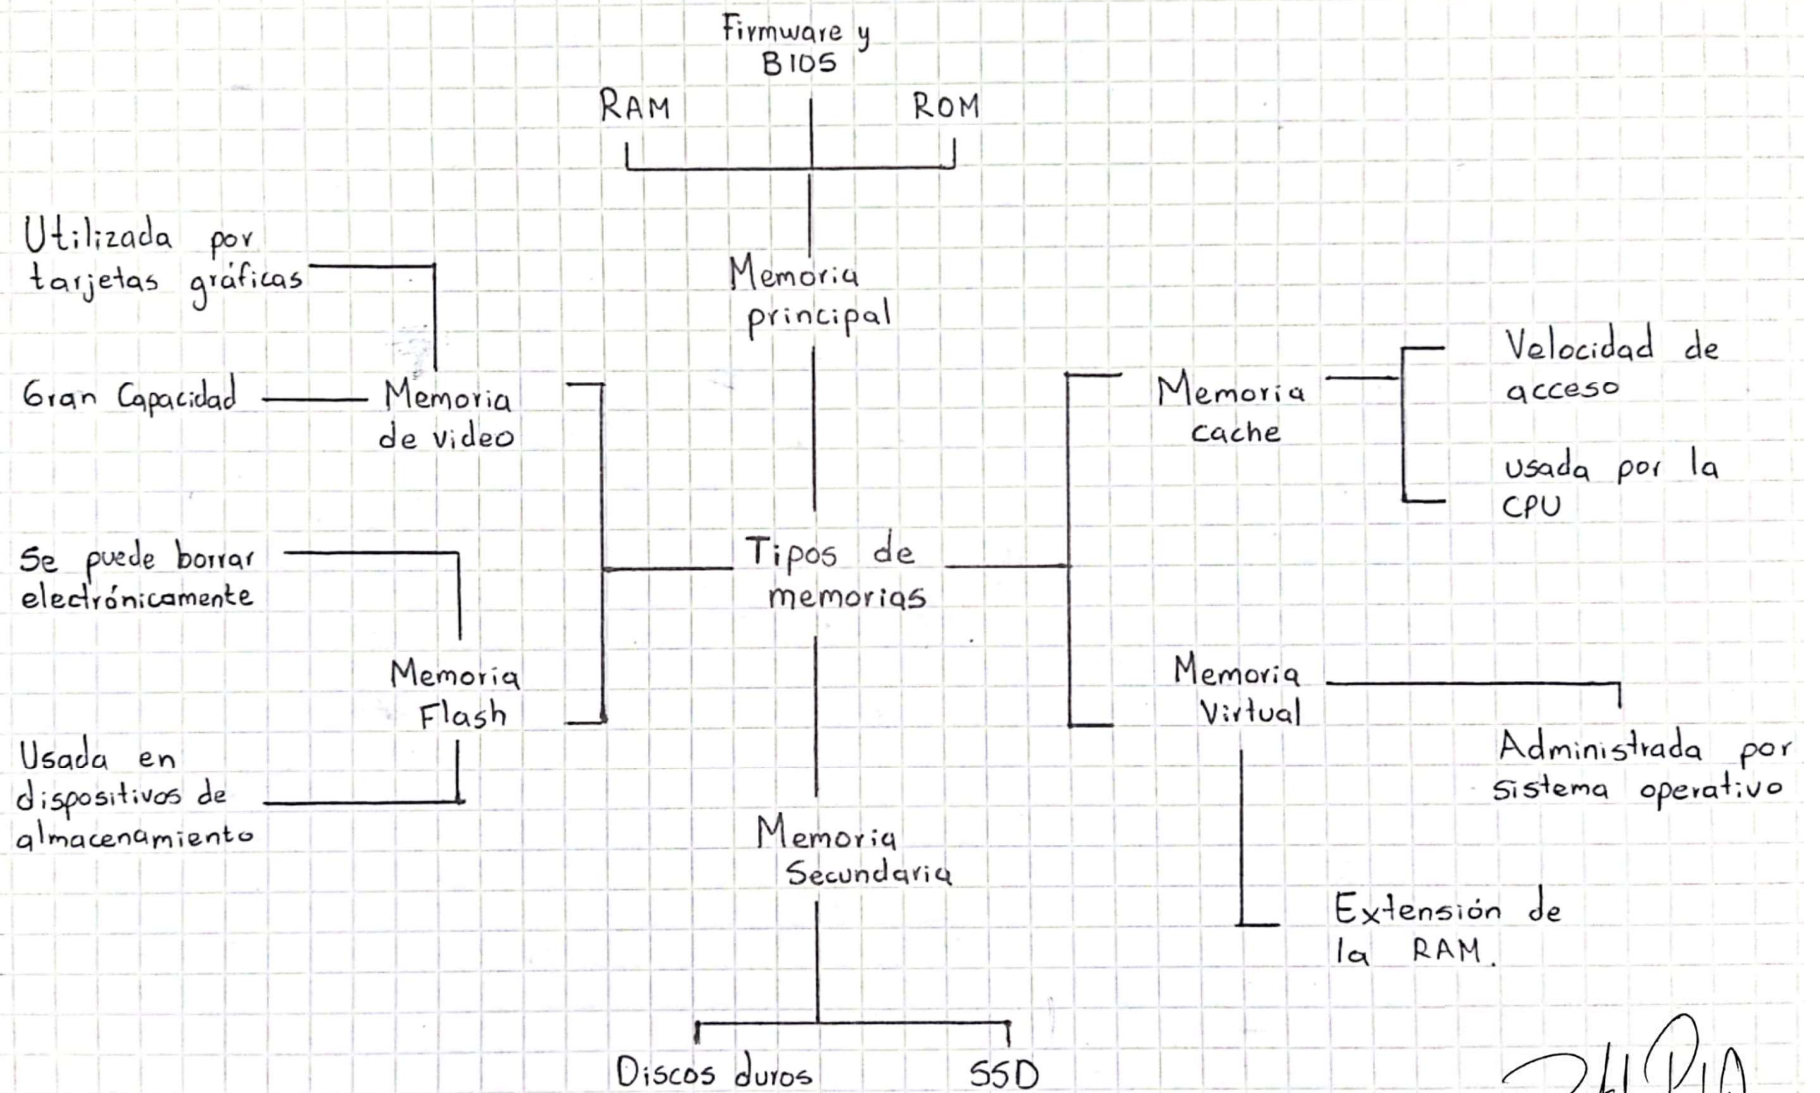 Firmware y
BIOS
RAM
ROM
Utilizada por
tarjetas gráficas
Memoria
principal
Gran Capacidad
Memoria
de video
Memoria
cache
Velocidad de
acceso
usada por la
CPU
Se puede borrar
electrónicamente
Tipos de
memorias
Memoria
Flash
Memoria
Virtual
Usada en
dispositivos de
almacenamiento
Administrada por
sistema operativo
Memoria
Secundaria
Extensión de
la RAM.
Discos duros
SSD